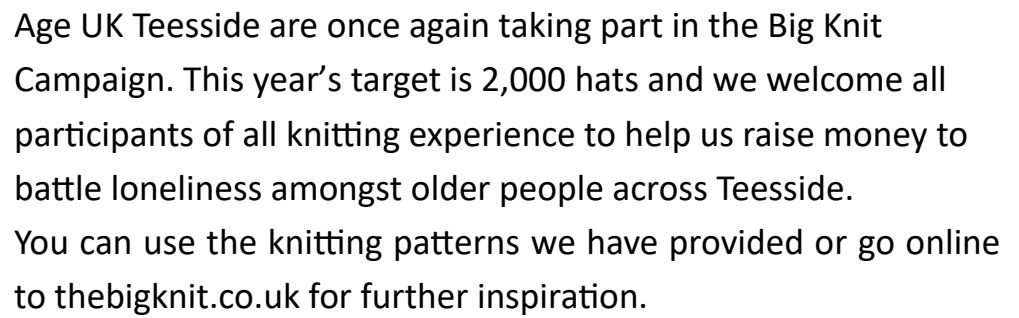 Age UK Teesside are once again taking part in the Big Knit
Campaign. This year’s target is 2,000 hats and we welcome all
participants of all knitting experience to help us raise money to
battle loneliness amongst older people across Teesside.
You can use the knitting patterns we have provided or go online
to thebigknit.co.uk for further inspiration.